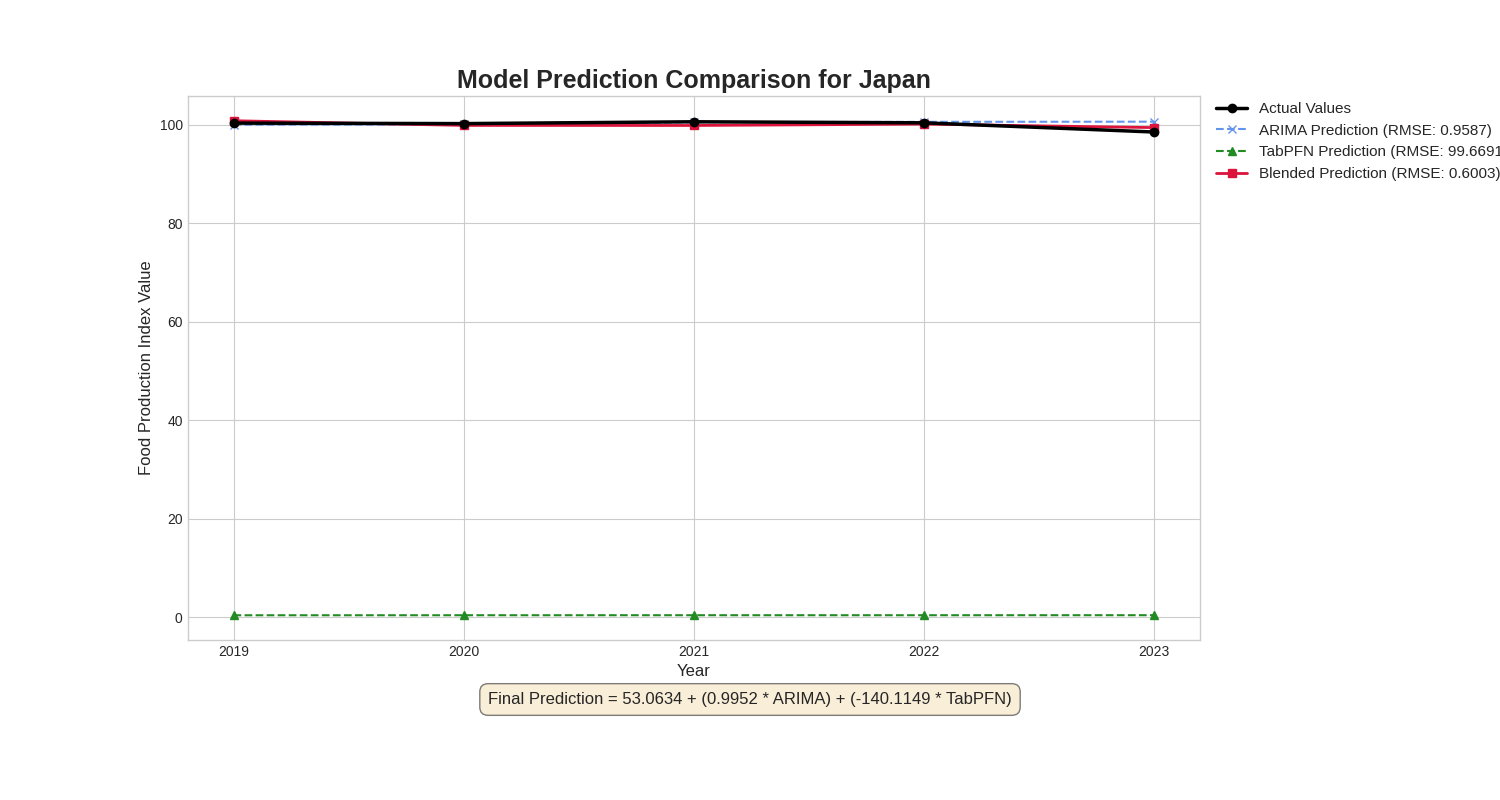 Model Prediction Comparison for Japan
Actual Values
ARIMA Prediction (RMSE: 0.9587)
TabPFN Prediction (RMSE: 99.6691
Blended Prediction (RMSE: 0.6003)
Food Production Index Value
100
80
60
40
20
0
2019 2020 2021 2022 2023
Year
Final Prediction = 53.0634 + (0.9952 * ARIMA) + (-140.1149 * TabPFN)